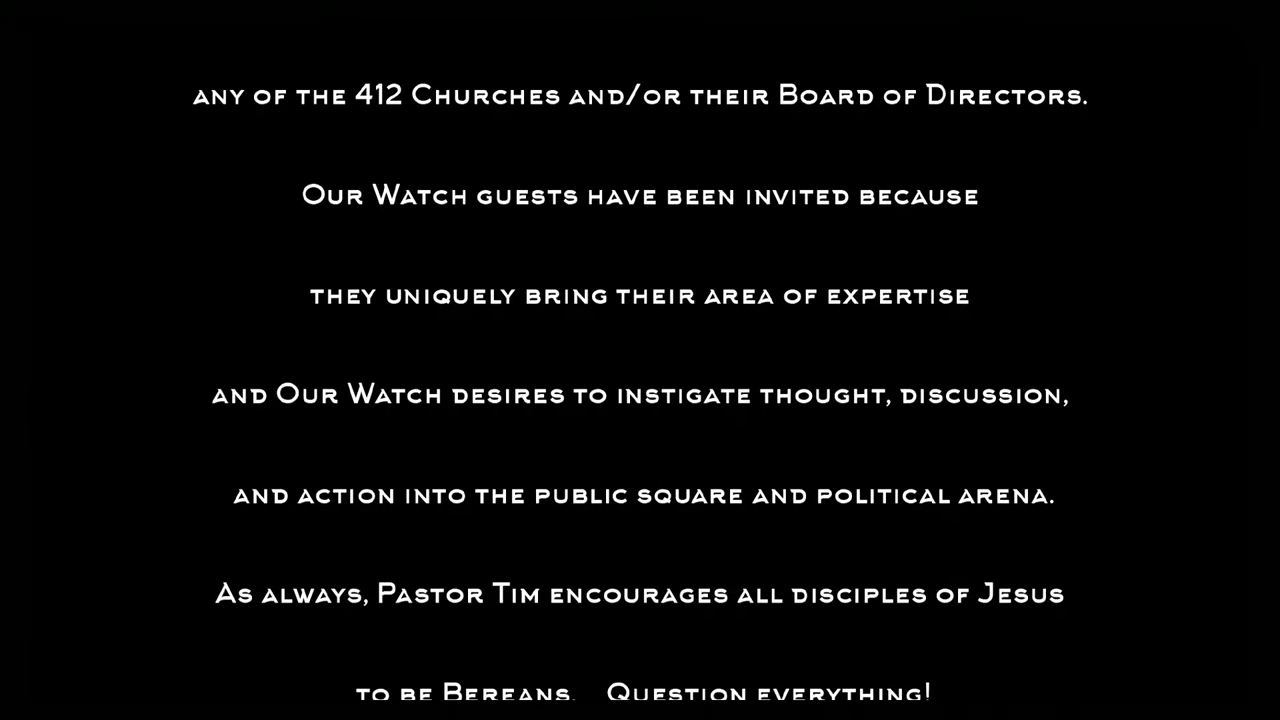 any of the 412 Churches and/or their Board of Directors.
Our Watch guests have been invited because
they uniquely bring their area of expertise
and Our Watch desires to instigate thought, discussion,
and action into the public square and political arena.
As always, Pastor Tim encourages all disciples of Jesus
to be Bereans. Question everything!